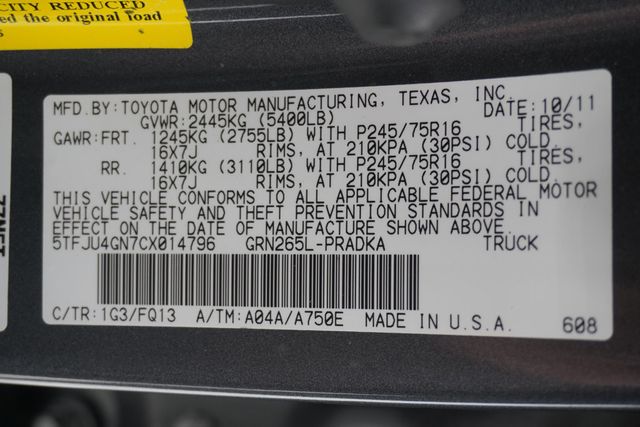 CITY REDUCED
ed the original load
s
MFD.BY:TOYOTA MOTOR MANUFACTURING, TEXAS, INC.
GVWR:2445KG (5400LB) DATE:10/11
GAWR:FRT. 1245KG (2755LB) WITH P245/75R16 TIRES,
16X7J RIMS, AT 210KPA (30PSI) COLD.
RR. 1410KG (3110LB) WITH P245/75R16 TIRES,
16X7J RIMS, AT 210KPA (30PSI) COLD.
THIS VEHICLE CONFORMS TO ALL APPLICABLE FEDERAL MOTOR
VEHICLE SAFETY AND THEFT PREVENTION STANDARDS IN
EFFECT ON THE DATE OF MANUFACTURE SHOWN ABOVE.
5TFJU4GN7CX014796 GRN265L-PRADKA TRUCK
C/TR:1G3/FQ13 A/TM:A04A/A750E MADE IN U.S.A. 608